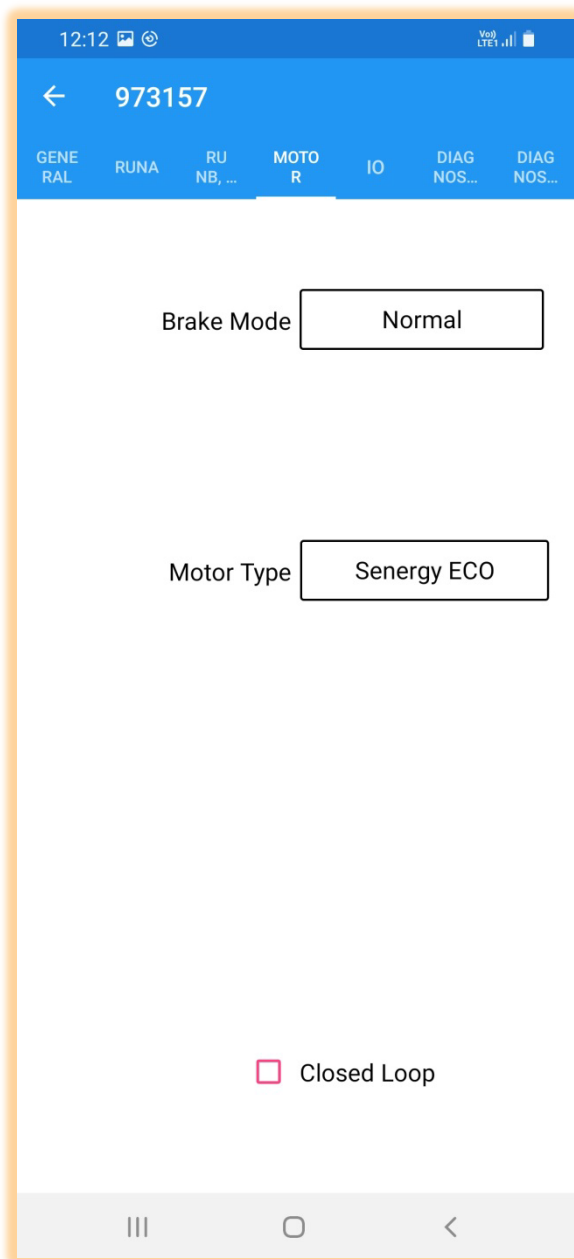 12:12 Vo)) LTE1
973157
GENE
RAL
RUNA
RU
NB, ...
MOTO
R
IO
DIAG
NOS...
DIAG
NOS...
Brake Mode Normal
Motor Type Senergy ECO
Closed Loop